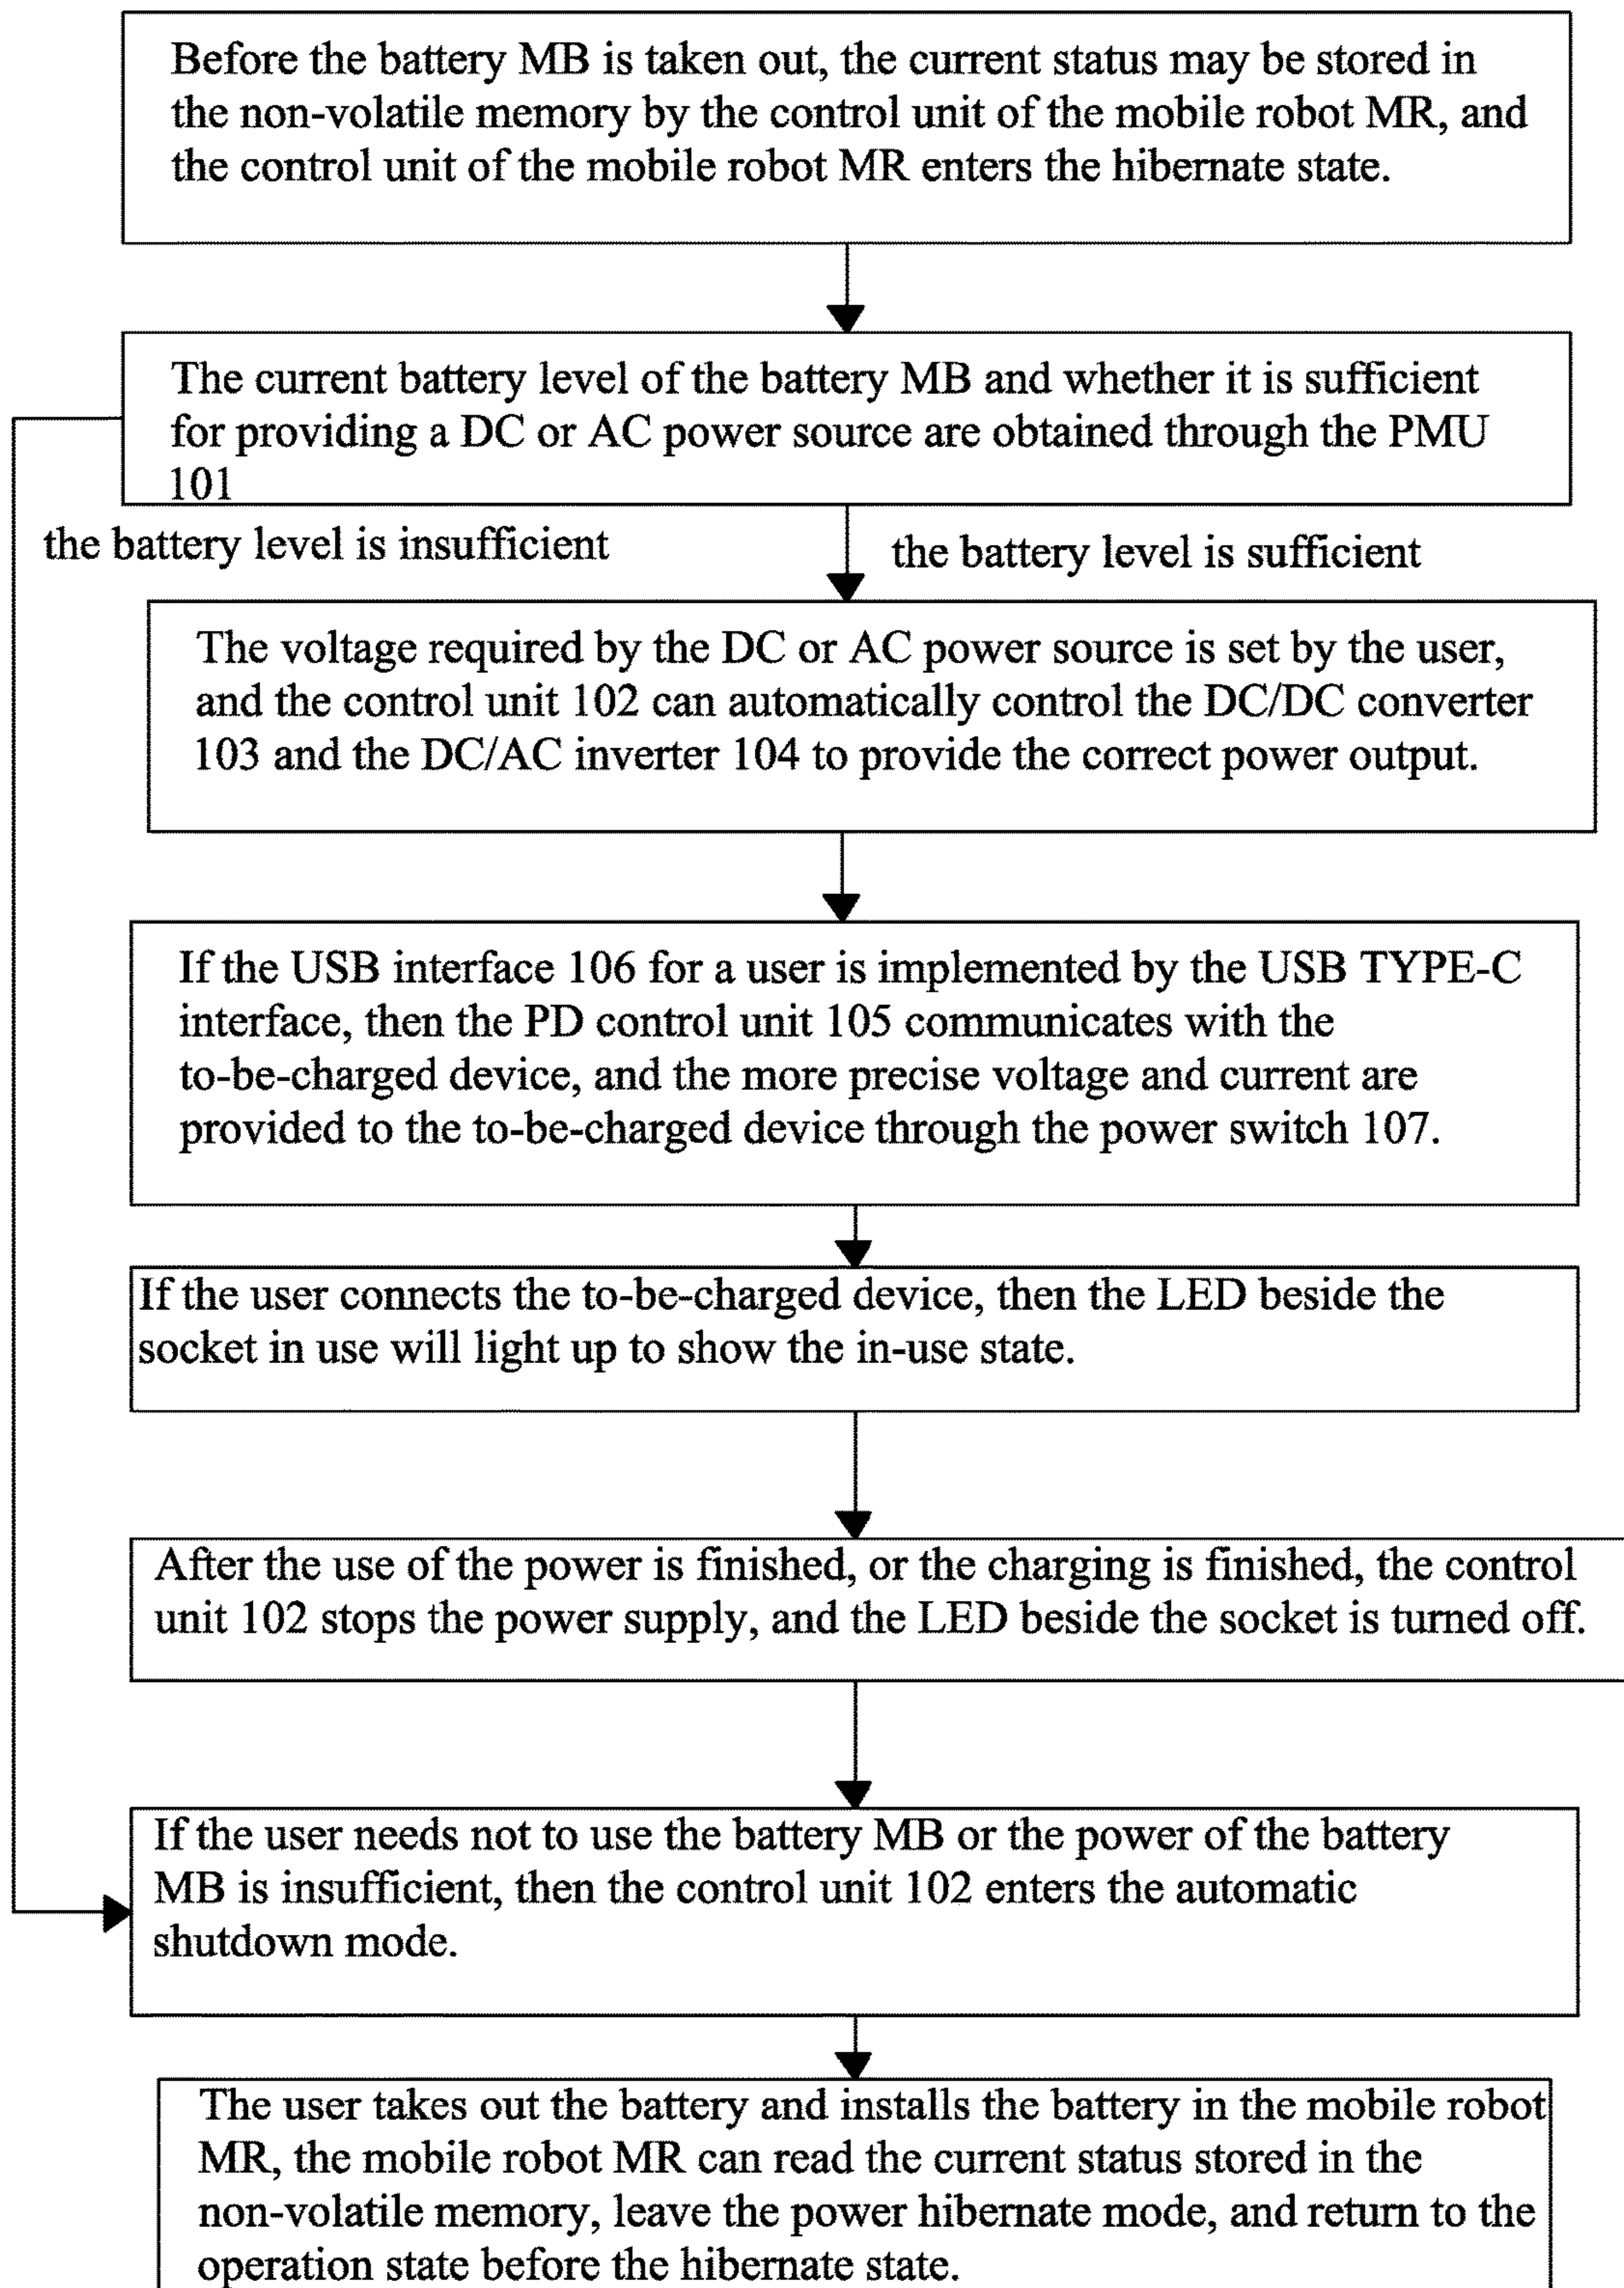 Before the battery MB is taken out, the current status may be stored in
the non-volatile memory by the control unit of the mobile robot MR, and
the control unit of the mobile robot MR enters the hibernate state.
The current battery level of the battery MB and whether it is sufficient
for providing a DC or AC power source are obtained through the PMU
101
the battery level is insufficient
the battery level is sufficient
The voltage required by the DC or AC power source is set by the user,
and the control unit 102 can automatically control the DC/DC converter
103 and the DC/AC inverter 104 to provide the correct power output.
If the USB interface 106 for a user is implemented by the USB TYPE-C
interface, then the PD control unit 105 communicates with the
to-be-charged device, and the more precise voltage and current are
provided to the to-be-charged device through the power switch 107.
If the user connects the to-be-charged device, then the LED beside the
socket in use will light up to show the in-use state.
After the use of the power is finished, or the charging is finished, the control
unit 102 stops the power supply, and the LED beside the socket is turned off.
If the user needs not to use the battery MB or the power of the battery
MB is insufficient, then the control unit 102 enters the automatic
shutdown mode.
The user takes out the battery and installs the battery in the mobile robot
MR, the mobile robot MR can read the current status stored in the
non-volatile memory, leave the power hibernate mode, and return to the
operation state before the hibernate state.